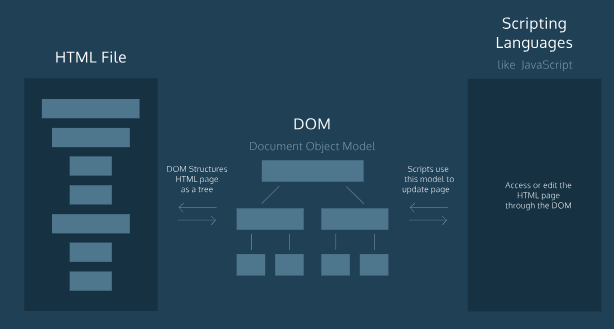 HTML File
DOM Structures
HTML page
as a tree
DOM
Document Object Model
Scripts use
this model to
update page
Scripting
Languages
like JavaScript
Access or edit the
HTML page
through the DOM